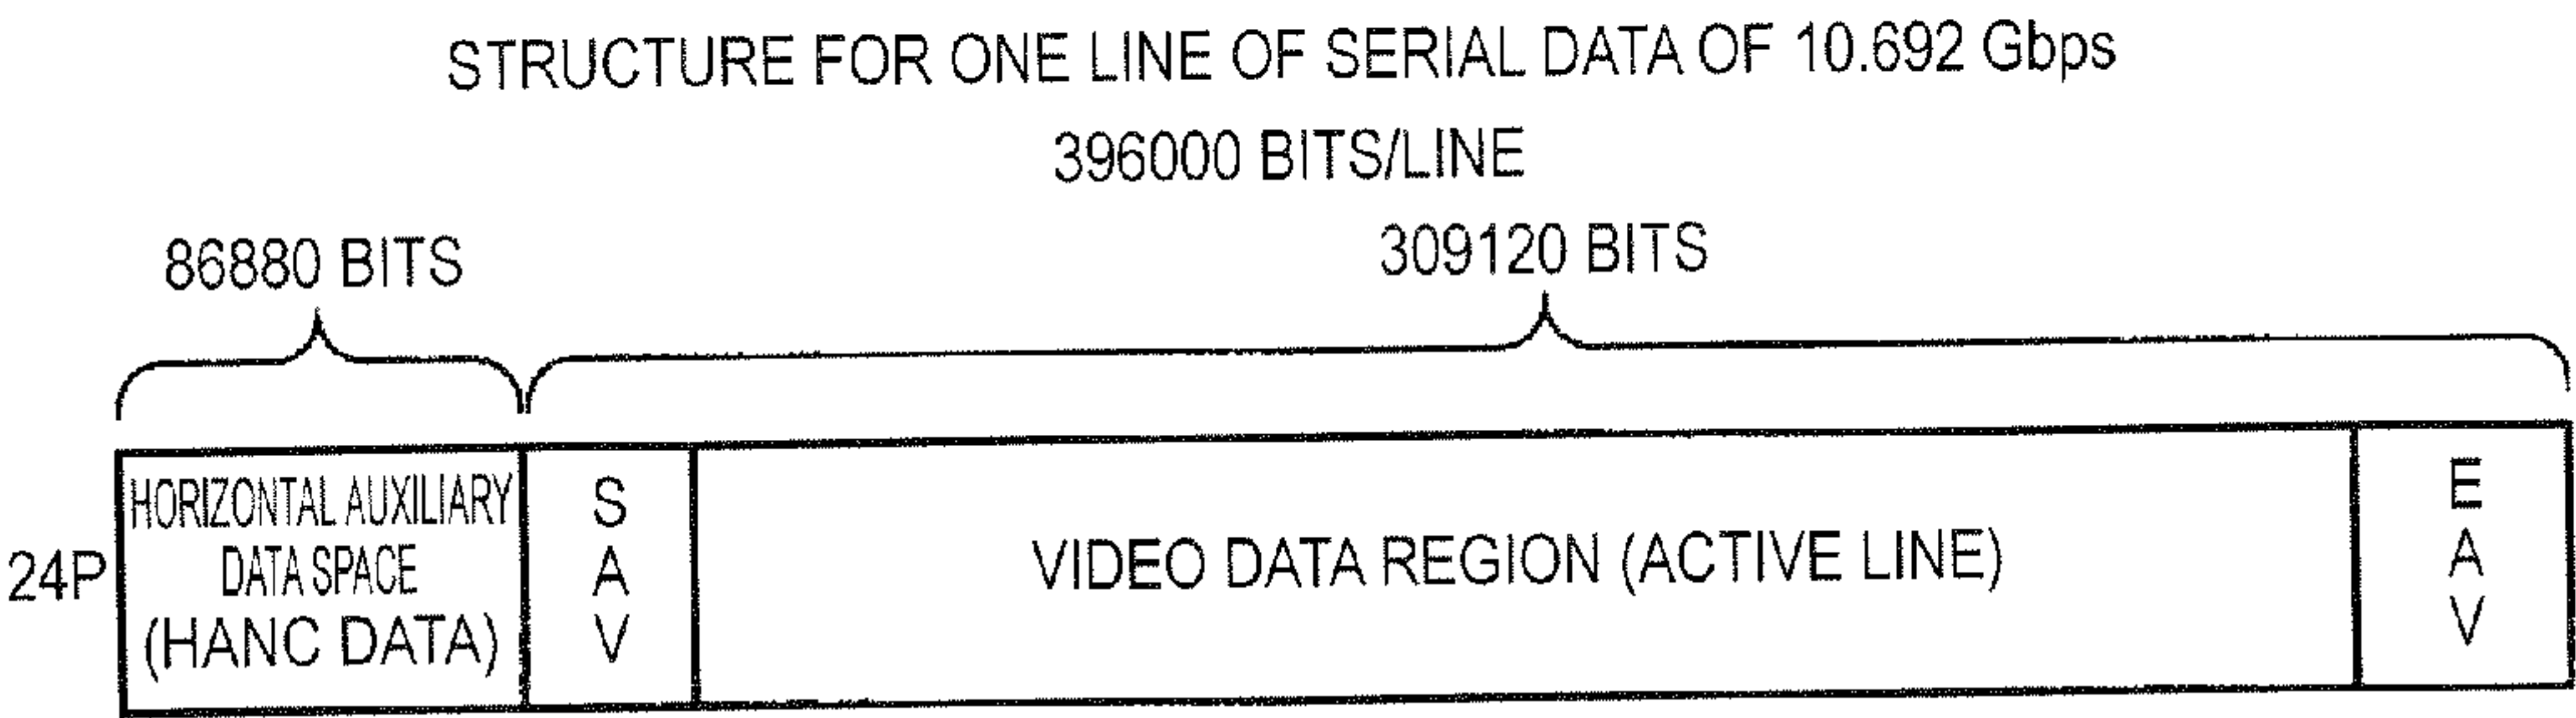 STRUCTURE FOR ONE LINE OF SERIAL DATA OF 10.692 Gbps
396000 BITS/LINE
86880 BITS
309120 BITS
24P
HORIZONTAL AUXILIARY
DATA SPACE
(HANC DATA)
S
A
V
VIDEO DATA REGION (ACTIVE LINE)
E
A
V